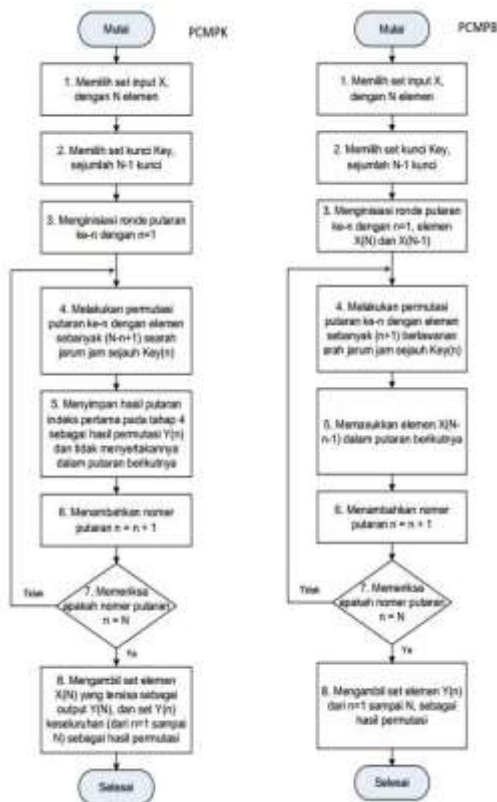 Mulai
PCMPK
1. Memilih set input X,
dengan N elemen
2. Memilih set kunci Key,
sejumlah N-1 kunci
3. Menginisiasi ronde putaran
ke-n dengan n=1
4. Melakukan permutasi
putaran ke-n dengan elemen
sebanyak (N-n+1) searah
jarum jam sejauh Key(n)
5. Menyimpan hasil putaran
indeks pertama pada tahap 4
sebagai hasil permutasi Y(n)
dan tidak menyertakannya
dalam putaran berikutnya
6. Menambahkan nomer
putaran n = n + 1
Tidak
7. Memeriksa
apakah nomer putaran
n = N
Ya
8. Mengambil set elemen
X(N) yang tersisa sebagai
output Y(N), dan set Y(n)
keseluruhan (dari n=1 sampai
N) sebagai hasil permutasi
Selesai
Mulai
PCMPB
1. Memilih set input X,
dengan N elemen
2. Memilih set kunci Key,
sejumlah N-1 kunci
3. Menginisiasi ronde putaran
ke-n dengan n=1, elemen
X(N) dan X(N-1)
4. Melakukan permutasi
putaran ke-n dengan elemen
sebanyak (n+1) berlawanan
arah jarum jam sejauh Key(n)
5. Memasukkan elemen X(N-
n-1) dalam putaran berikutnya
6. Menambahkan nomer
putaran n = n + 1
Tidak
7. Memeriksa
apakah nomer putaran
n = N
Ya
8. Mengambil set elemen Y(n)
dari n=1 sampai N, sebagai
hasil permutasi
Selesai